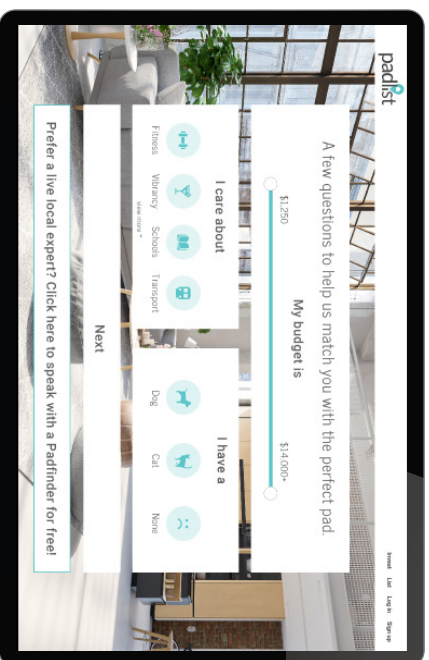 padlist
Invest List Log in Sign up
A few questions to help us match you with the perfect pad.
My budget is
$1,250 $14,000+
I care about
Fitness Vibrancy Schools Transport
view more
I have a
Dog Cat None
Next
Prefer a live local expert? Click here to speak with a Padfinder for free!